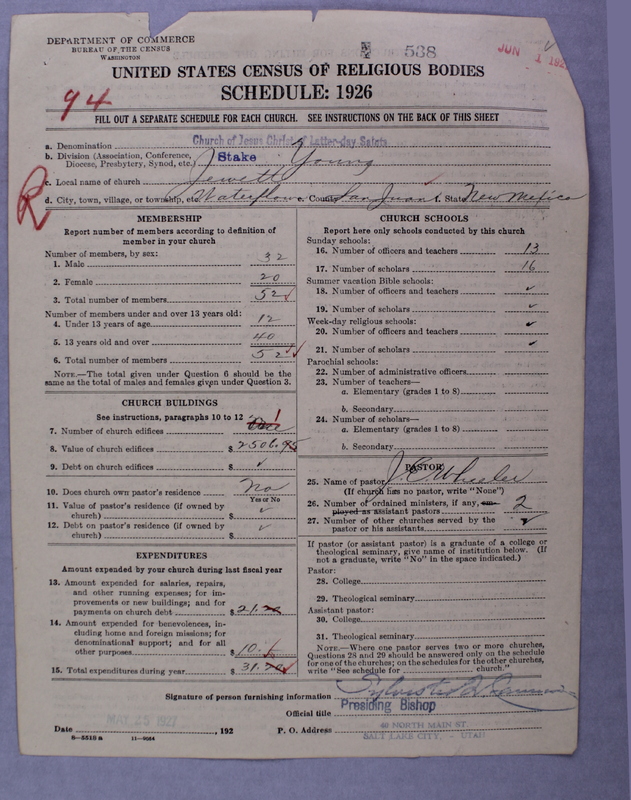 DEPARTMENT OF COMMERCE
BUREAU OF THE CENSUS
WASHINGTON
538
JUN 1 192
UNITED STATES CENSUS OF RELIGIOUS BODIES
SCHEDULE: 1926
94
FILL OUT A SEPARATE SCHEDULE FOR EACH CHURCH. SEE INSTRUCTIONS ON THE BACK OF THIS SHEET
R
a. Denomination Church of Jesus Christ of Latter-day Saints
b. Division (Association, Conference, Diocese, Presbytery, Synod, etc.) Stake Young
c. Local name of church Jewett
d. City, town, village, or township, etc. Waterflow e. County San Juan f. State New Mexico
MEMBERSHIP
Report number of members according to definition of
member in your church
Number of members, by sex:
1. Male 32
2. Female 20
3. Total number of members 52
Number of members under and over 13 years old:
4. Under 13 years of age 12
5. 13 years old and over 40
6. Total number of members 52
NOTE.—The total given under Question 6 should be the
same as the total of males and females given under Question 3.
CHURCH BUILDINGS
See instructions, paragraphs 10 to 12
7. Number of church edifices 1
8. Value of church edifices $ 2506.95
9. Debt on church edifices $
10. Does church own pastor's residence No
Yes or No
11. Value of pastor's residence (if owned by
church) $
12. Debt on pastor's residence (if owned by
church) $
EXPENDITURES
Amount expended by your church during last fiscal year
13. Amount expended for salaries, repairs,
and other running expenses; for im-
provements or new buildings; and for
payments on church debt $ 21.
14. Amount expended for benevolences, in-
cluding home and foreign missions; for
denominational support; and for all
other purposes $ 10.
15. Total expenditures during year $ 31.
CHURCH SCHOOLS
Report here only schools conducted by this church
Sunday schools:
16. Number of officers and teachers 13
17. Number of scholars 16
Summer vacation Bible schools:
18. Number of officers and teachers
19. Number of scholars
Week-day religious schools:
20. Number of officers and teachers
21. Number of scholars
Parochial schools:
22. Number of administrative officers
23. Number of teachers—
a. Elementary (grades 1 to 8)
b. Secondary
24. Number of scholars—
a. Elementary (grades 1 to 8)
b. Secondary
PASTOR
25. Name of pastor J. E. Wheeler
(If church has no pastor, write "None")
26. Number of ordained ministers, if any, em-
ployed as assistant pastors 2
27. Number of other churches served by the
pastor or his assistants
If pastor (or assistant pastor) is a graduate of a college or
theological seminary, give name of institution below. (If
not a graduate, write "No" in the space indicated.)
Pastor:
28. College
29. Theological seminary
Assistant pastor:
30. College
31. Theological seminary
NOTE.—Where one pastor serves two or more churches,
Questions 28 and 29 should be answered only on the schedule
for one of the churches; on the schedules for the other churches,
write "See schedule for church."
Signature of person furnishing information Sylvester Q. Cannon
Official title Presiding Bishop
MAY 25 1927
Date , 192 P. O. Address 40 NORTH MAIN ST
SALT LAKE CITY, - UTAH
8—5510 a 11—9054